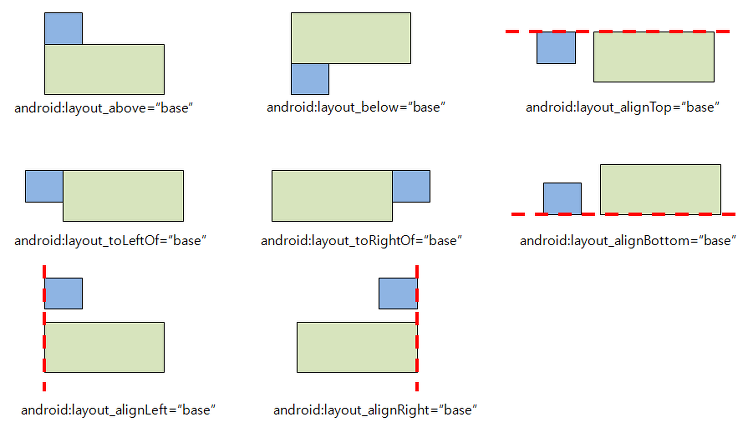 android:layout_above="base"
android:layout_below="base"
android:layout_alignTop="base"
android:layout_toLeftOf="base"
android:layout_toRightOf="base"
android:layout_alignBottom="base"
android:layout_alignLeft="base"
android:layout_alignRight="base"